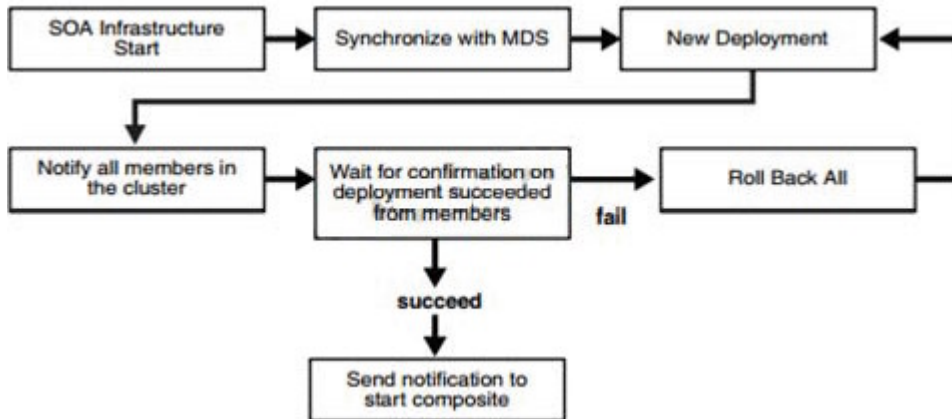 SOA Infrastructure
Start
Synchronize with MDS
New Deployment
Notify all members in
the cluster
Wait for confirmation on
deployment succeeded
from members
fail
Roll Back All
succeed
Send notification to
start composite